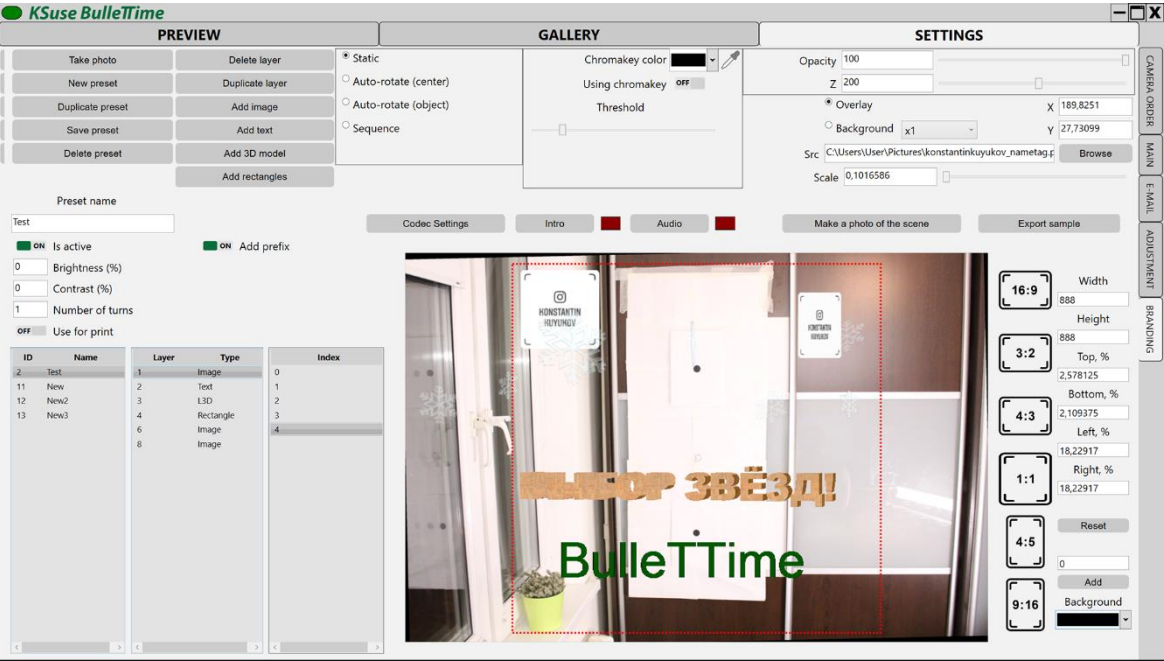 KSuse BulleTTime
PREVIEW
GALLERY
SETTINGS
Take photo
Delete layer
New preset
Duplicate layer
Duplicate preset
Add image
Save preset
Add text
Delete preset
Add 3D model
Add rectangles
Static
Auto-rotate (center)
Auto-rotate (object)
Sequence
Chromakey color
Using chromakey OFF
Threshold
Opacity 100
Z 200
Overlay
X 189,8251
Background x1
Y 27,73099
Src C:\Users\User\Pictures\konstantinkuyukov_nametag.p
Browse
Scale 0,1016586
CAMERA ORDER
MAIN
E-MAIL
ADJUSTMENT
BRANDING
Preset name
Test
Codec Settings
Intro
Audio
Make a photo of the scene
Export sample
ON Is active
ON Add prefix
0 Brightness (%)
0 Contrast (%)
1 Number of turns
OFF Use for print
ID Name
2 Test
11 New
12 New2
13 New3
Layer Type
1 Image
2 Text
3 L3D
4 Rectangle
6 Image
8 Image
Index
0
1
2
3
4
KONSTANTIN
KUYUKOV
KONSTANTIN
KUYUKOV
ВЫБОР ЗВЁЗД!
BulleTTime
16:9
3:2
4:3
1:1
4:5
9:16
Width
888
Height
888
Top, %
2,578125
Bottom, %
2,109375
Left, %
18,22917
Right, %
18,22917
Reset
0
Add
Background